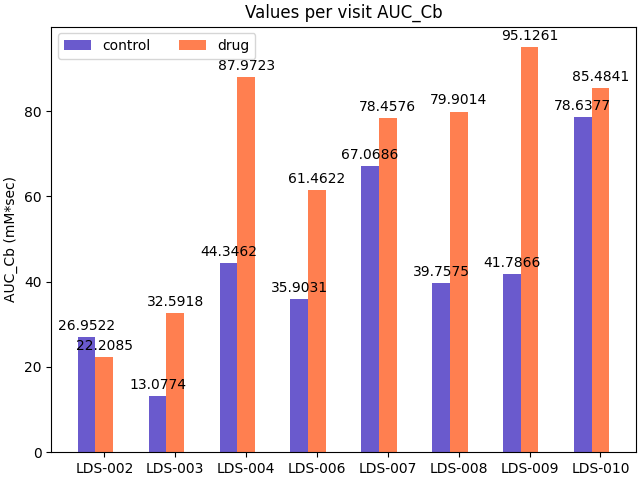 Values per visit AUC_Cb
control
drug
AUC_Cb (mM*sec)
80
60
40
20
0
26.9522
22.2085
13.0774
32.5918
44.3462
87.9723
35.9031
61.4622
67.0686
78.4576
39.7575
79.9014
41.7866
95.1261
78.6377
85.4841
LDS-002
LDS-003
LDS-004
LDS-006
LDS-007
LDS-008
LDS-009
LDS-010